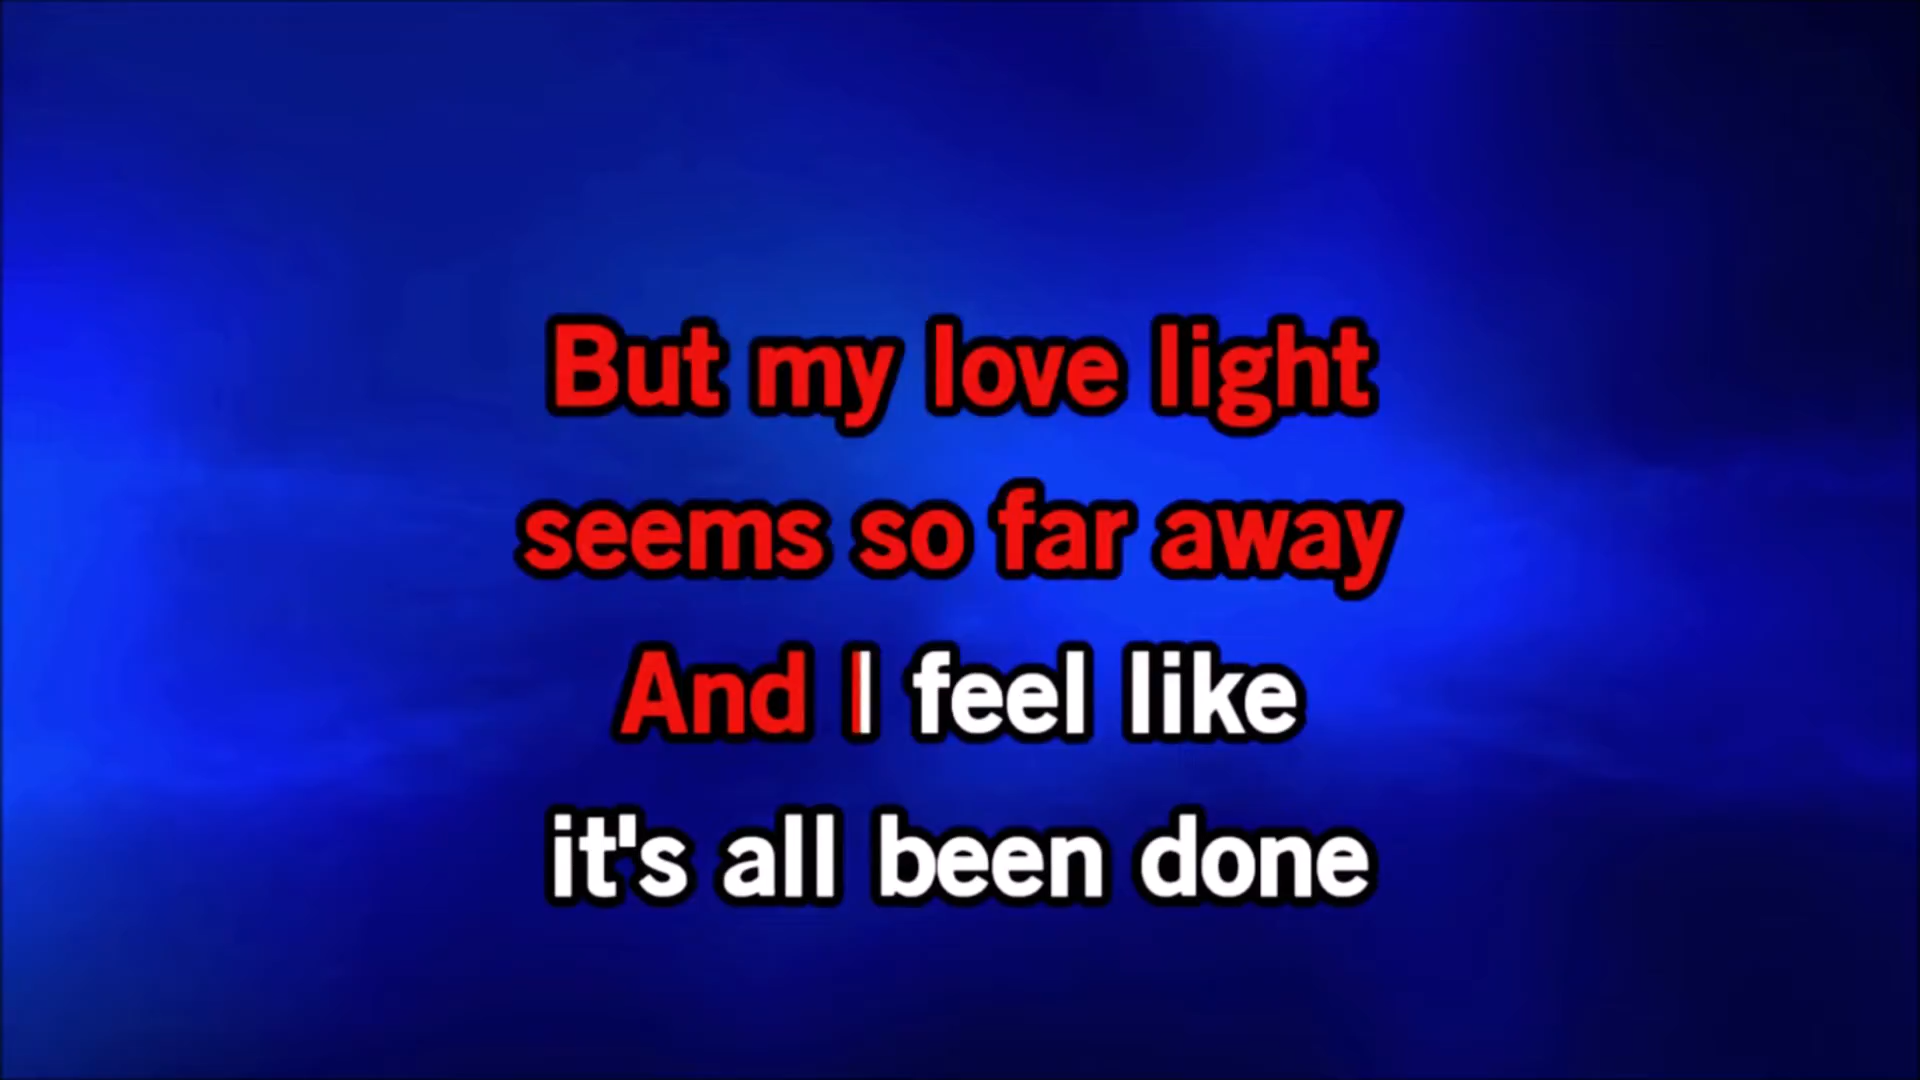 But my love light
seems so far away
And I feel like
it's all been done